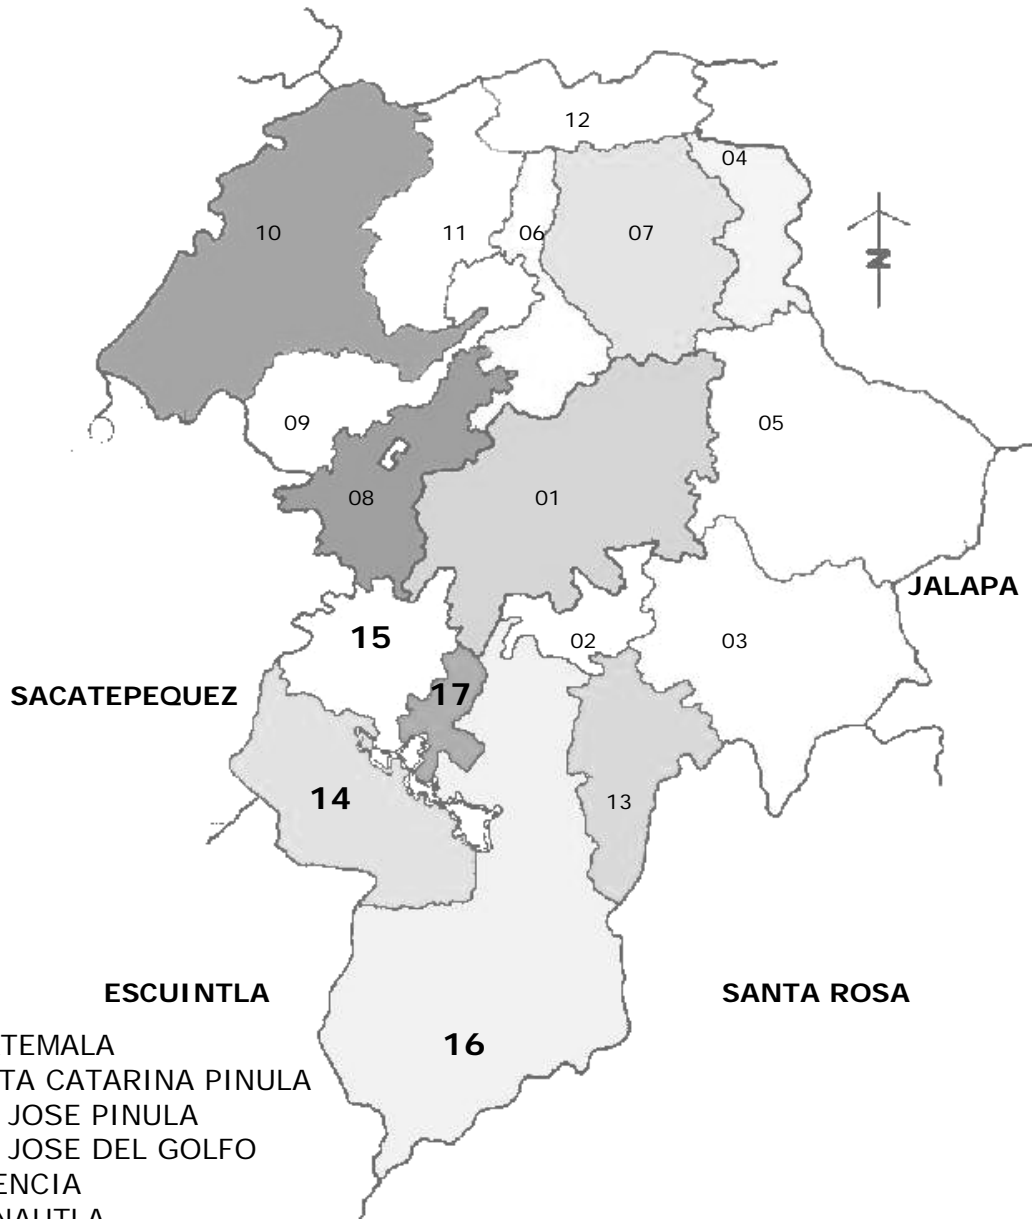 12
04
10
11
06
07
N
09
05
08
01
JALAPA
15
02
03
SACATEPEQUEZ
17
14
13
ESCUINTLA
SANTA ROSA
16
TEMALA
TA CATARINA PINULA
JOSE PINULA
JOSE DEL GOLFO
ENCIA
NAUTLA